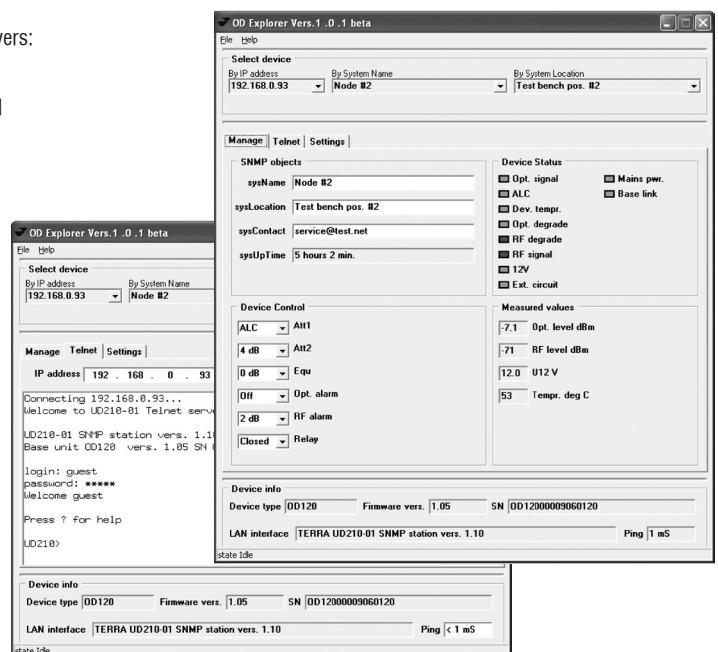 vers:
OD Explorer Vers.1 .0 .1 beta
File Help
Select device
By IP address By System Name By System Location
192.168.0.93 Node #2 Test bench pos. #2
Manage Telnet Settings
SNMP objects
sysName Node #2
sysLocation Test bench pos. #2
sysContact service@test.net
sysUpTime 5 hours 2 min.
Device Status
Opt. signal Mains pwr.
ALC Base link
Dev. tempr.
Opt. degrade
RF degrade
RF signal
12V
Ext. circuit
Device Control
ALC Att1
4 dB Att2
0 dB Equ
Off Opt. alarm
2 dB RF alarm
Closed Relay
Measured values
-7.1 Opt. level dBm
-71 RF level dBm
12.0 U12 V
53 Tempr. deg C
Device info
Device type OD120 Firmware vers. 1.05 SN OD12000009060120
LAN interface TERRA UD210-01 SNMP station vers. 1.10 Ping 1 mS
state Idle
OD Explorer Vers.1 .0 .1 beta
File Help
Select device
By IP address By System Name
192.168.0.93 Node #2
Manage Telnet Settings
IP address 192 . 168 . 0 . 93
Connecting 192.168.0.93...
Welcome to UD210-01 Telnet serv
UD210-01 SNMP station vers. 1.1
Base unit OD120 vers. 1.05 SN
login: guest
password: *****
Welcome guest
Press ? for help
UD210>
Device info
Device type OD120 Firmware vers. 1.05 SN OD12000009060120
LAN interface TERRA UD210-01 SNMP station vers. 1.10 Ping < 1 mS
state Idle